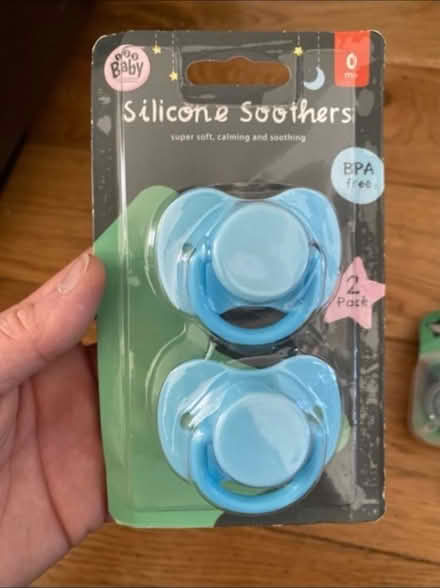 Baby
0
m+
Silicone Soothers
super soft, calming and soothing
BPA
free
2
Pack